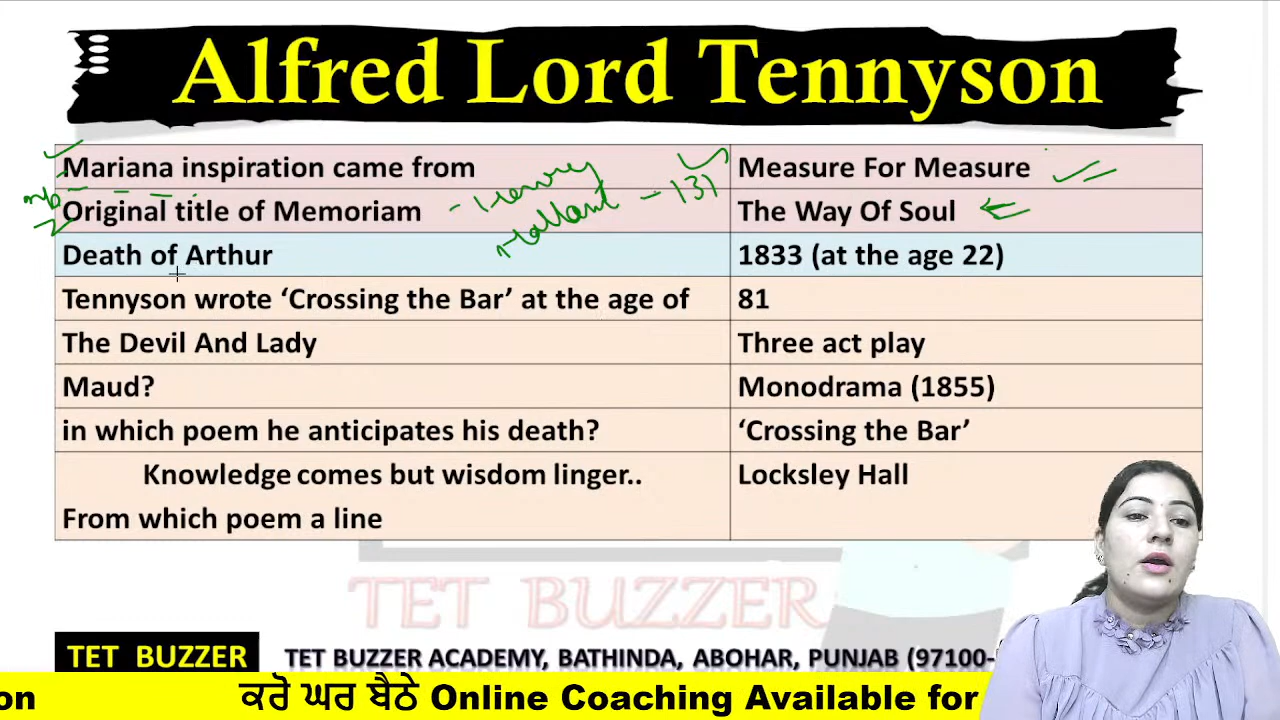 Alfred Lord Tennyson
Mariana inspiration came from Measure For Measure
Original title of Memoriam - Henry Hallam - 131 The Way Of Soul
Death of Arthur 1833 (at the age 22)
Tennyson wrote ‘Crossing the Bar’ at the age of 81
The Devil And Lady Three act play
Maud? Monodrama (1855)
in which poem he anticipates his death? ‘Crossing the Bar’
Knowledge comes but wisdom linger.. Locksley Hall
From which poem a line
TET BUZZER
TET BUZZER TET BUZZER ACADEMY, BATHINDA, ABOHAR, PUNJAB (97100-
on ਕਰੋ ਘਰ ਬੈਠੇ Online Coaching Available for